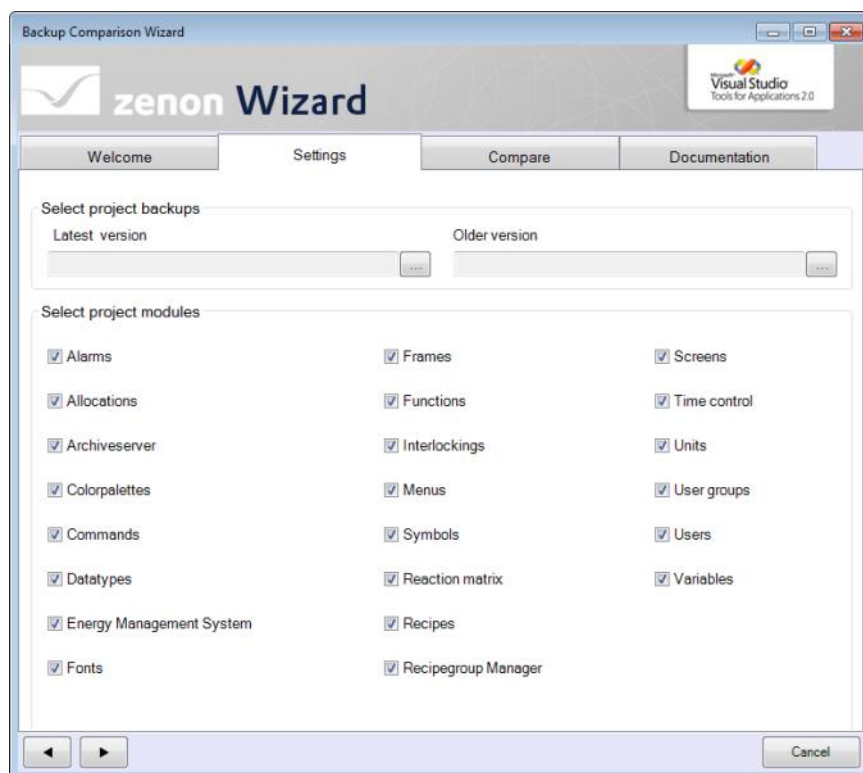 Backup Comparison Wizard
zenon Wizard
Microsoft
Visual Studio
Tools for Applications 2.0
Welcome Settings Compare Documentation
Select project backups
Latest version Older version
... ...
Select project modules
Alarms Frames Screens
Allocations Functions Time control
Archiveserver Interlockings Units
Colorpalettes Menus User groups
Commands Symbols Users
Datatypes Reaction matrix Variables
Energy Management System Recipes
Fonts Recipegroup Manager
Cancel